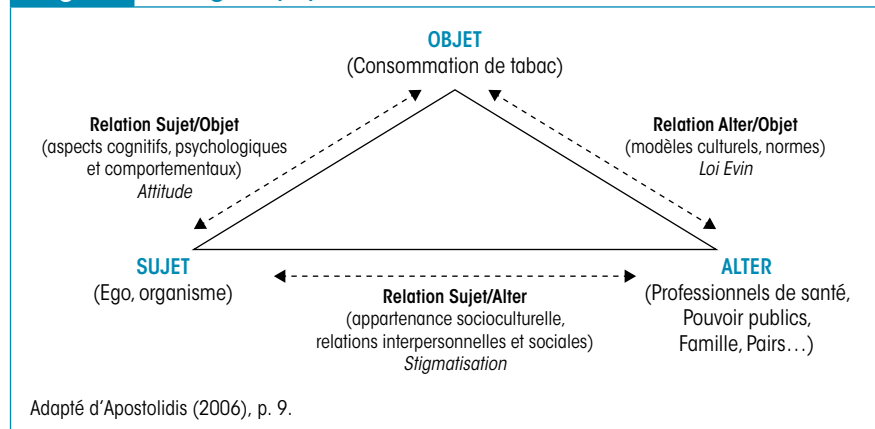 OBJET
(Consommation de tabac)
Relation Sujet/Objet
(aspects cognitifs, psychologiques
et comportementaux)
Attitude
Relation Alter/Objet
(modèles culturels, normes)
Loi Evin
SUJET
(Ego, organisme)
Relation Sujet/Alter
(appartenance socioculturelle,
relations interpersonnelles et sociales)
Stigmatisation
ALTER
(Professionnels de santé,
Pouvoir publics,
Famille, Pairs…)
Adapté d'Apostolidis (2006), p. 9.